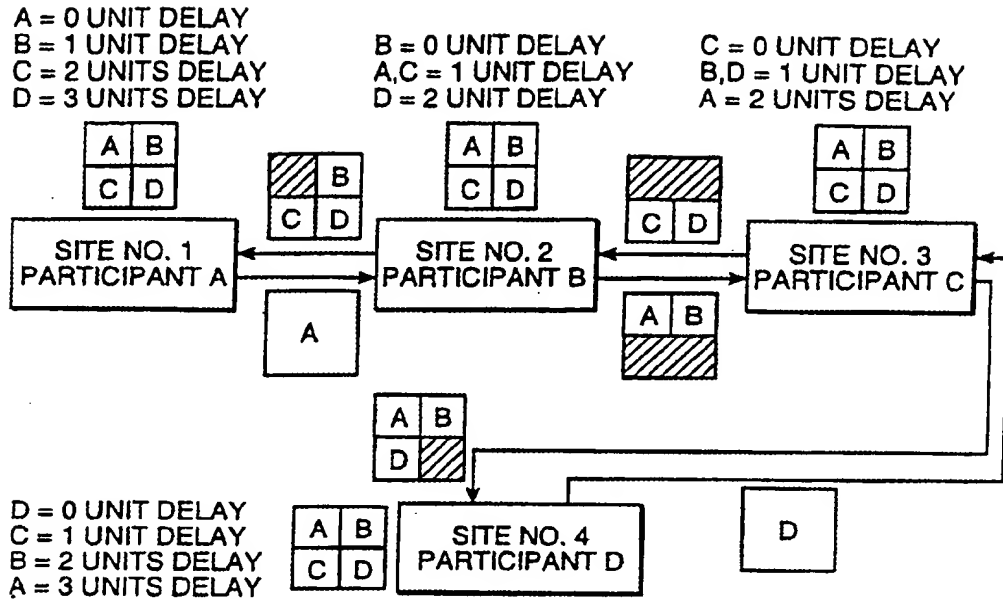 A = 0 UNIT DELAY
B = 1 UNIT DELAY
C = 2 UNITS DELAY
D = 3 UNITS DELAY
B = 0 UNIT DELAY
A,C = 1 UNIT DELAY
D = 2 UNIT DELAY
C = 0 UNIT DELAY
B,D = 1 UNIT DELAY
A = 2 UNITS DELAY
A B
C D
B
C D
A B
C D
C D
A B
C D
SITE NO. 1
PARTICIPANT A
SITE NO. 2
PARTICIPANT B
SITE NO. 3
PARTICIPANT C
A
A B
A B
D
D = 0 UNIT DELAY
C = 1 UNIT DELAY
B = 2 UNITS DELAY
A = 3 UNITS DELAY
A B
C D
SITE NO. 4
PARTICIPANT D
D